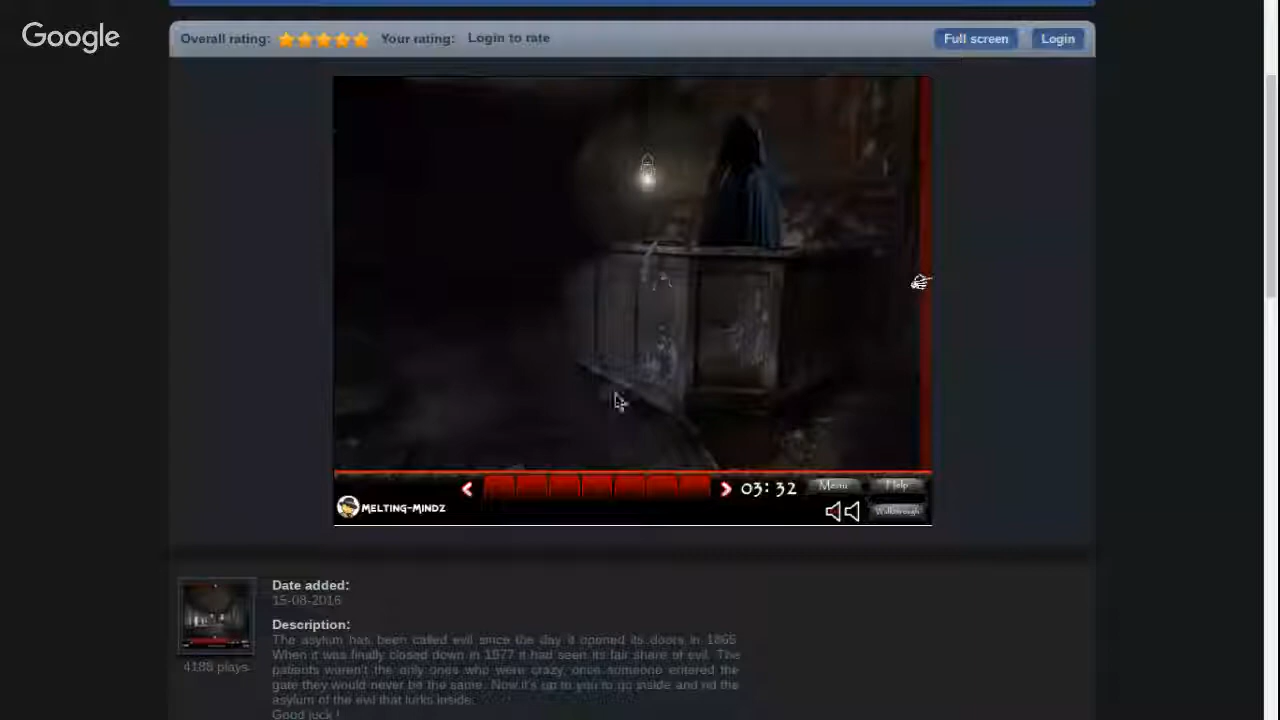 Google
Overall rating: Your rating: Login to rate Full screen Login
03:32 Menu Help
MELTING-MINDZ Walkthrough
Date added:
15-08-2016
Description:
The asylum has been called evil since the day it opened its doors in 1865.
When it was finally closed down in 1977 it had seen its fair share of evil. The
patients weren't the only ones who were crazy, once someone entered the
gate they would never be the same. Now it's up to you to go inside and rid the
asylum of the evil that lurks inside.
Good luck !
4188 plays.